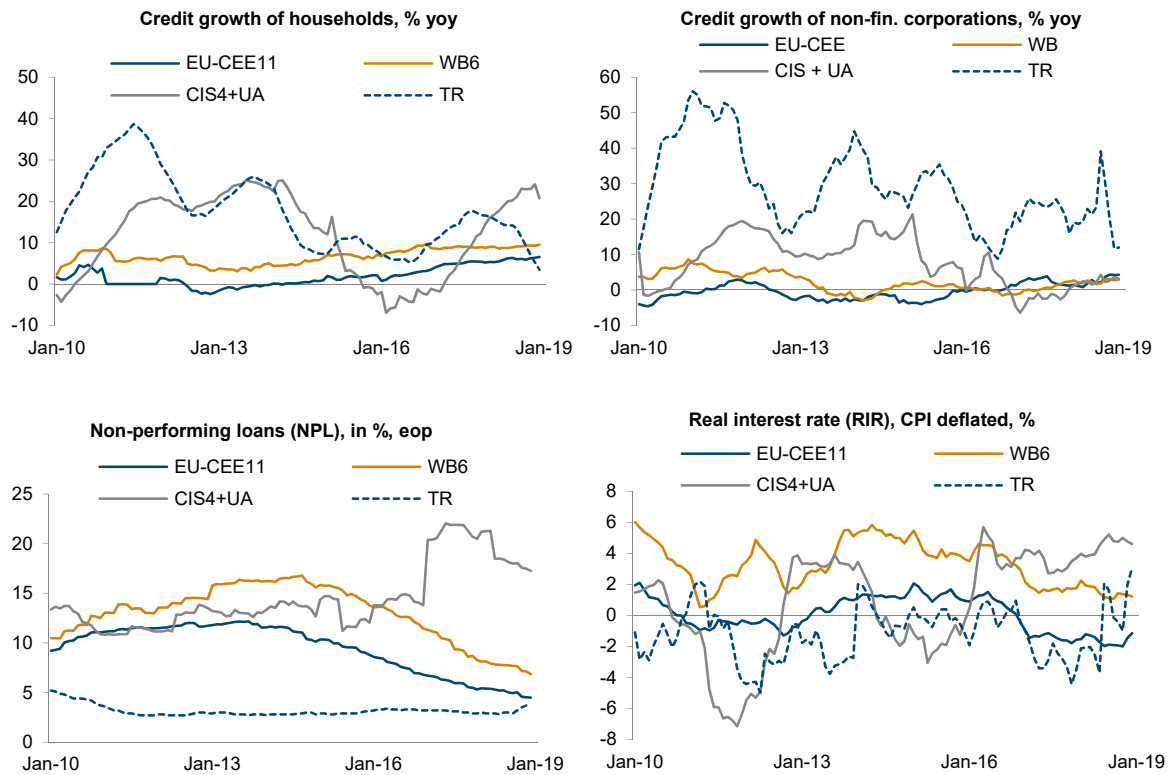 Credit growth of households, % yoy
EU-CEE11
WB6
CIS4+UA
TR
50
40
30
20
10
0
-10
Jan-10
Jan-13
Jan-16
Jan-19
Credit growth of non-fin. corporations, % yoy
EU-CEE
WB
CIS + UA
TR
60
50
40
30
20
10
0
-10
Jan-10
Jan-13
Jan-16
Jan-19
Non-performing loans (NPL), in %, eop
EU-CEE11
WB6
CIS4+UA
TR
25
20
15
10
5
0
Jan-10
Jan-13
Jan-16
Jan-19
Real interest rate (RIR), CPI deflated, %
EU-CEE11
WB6
CIS4+UA
TR
8
6
4
2
0
-2
-4
-6
-8
Jan-10
Jan-13
Jan-16
Jan-19